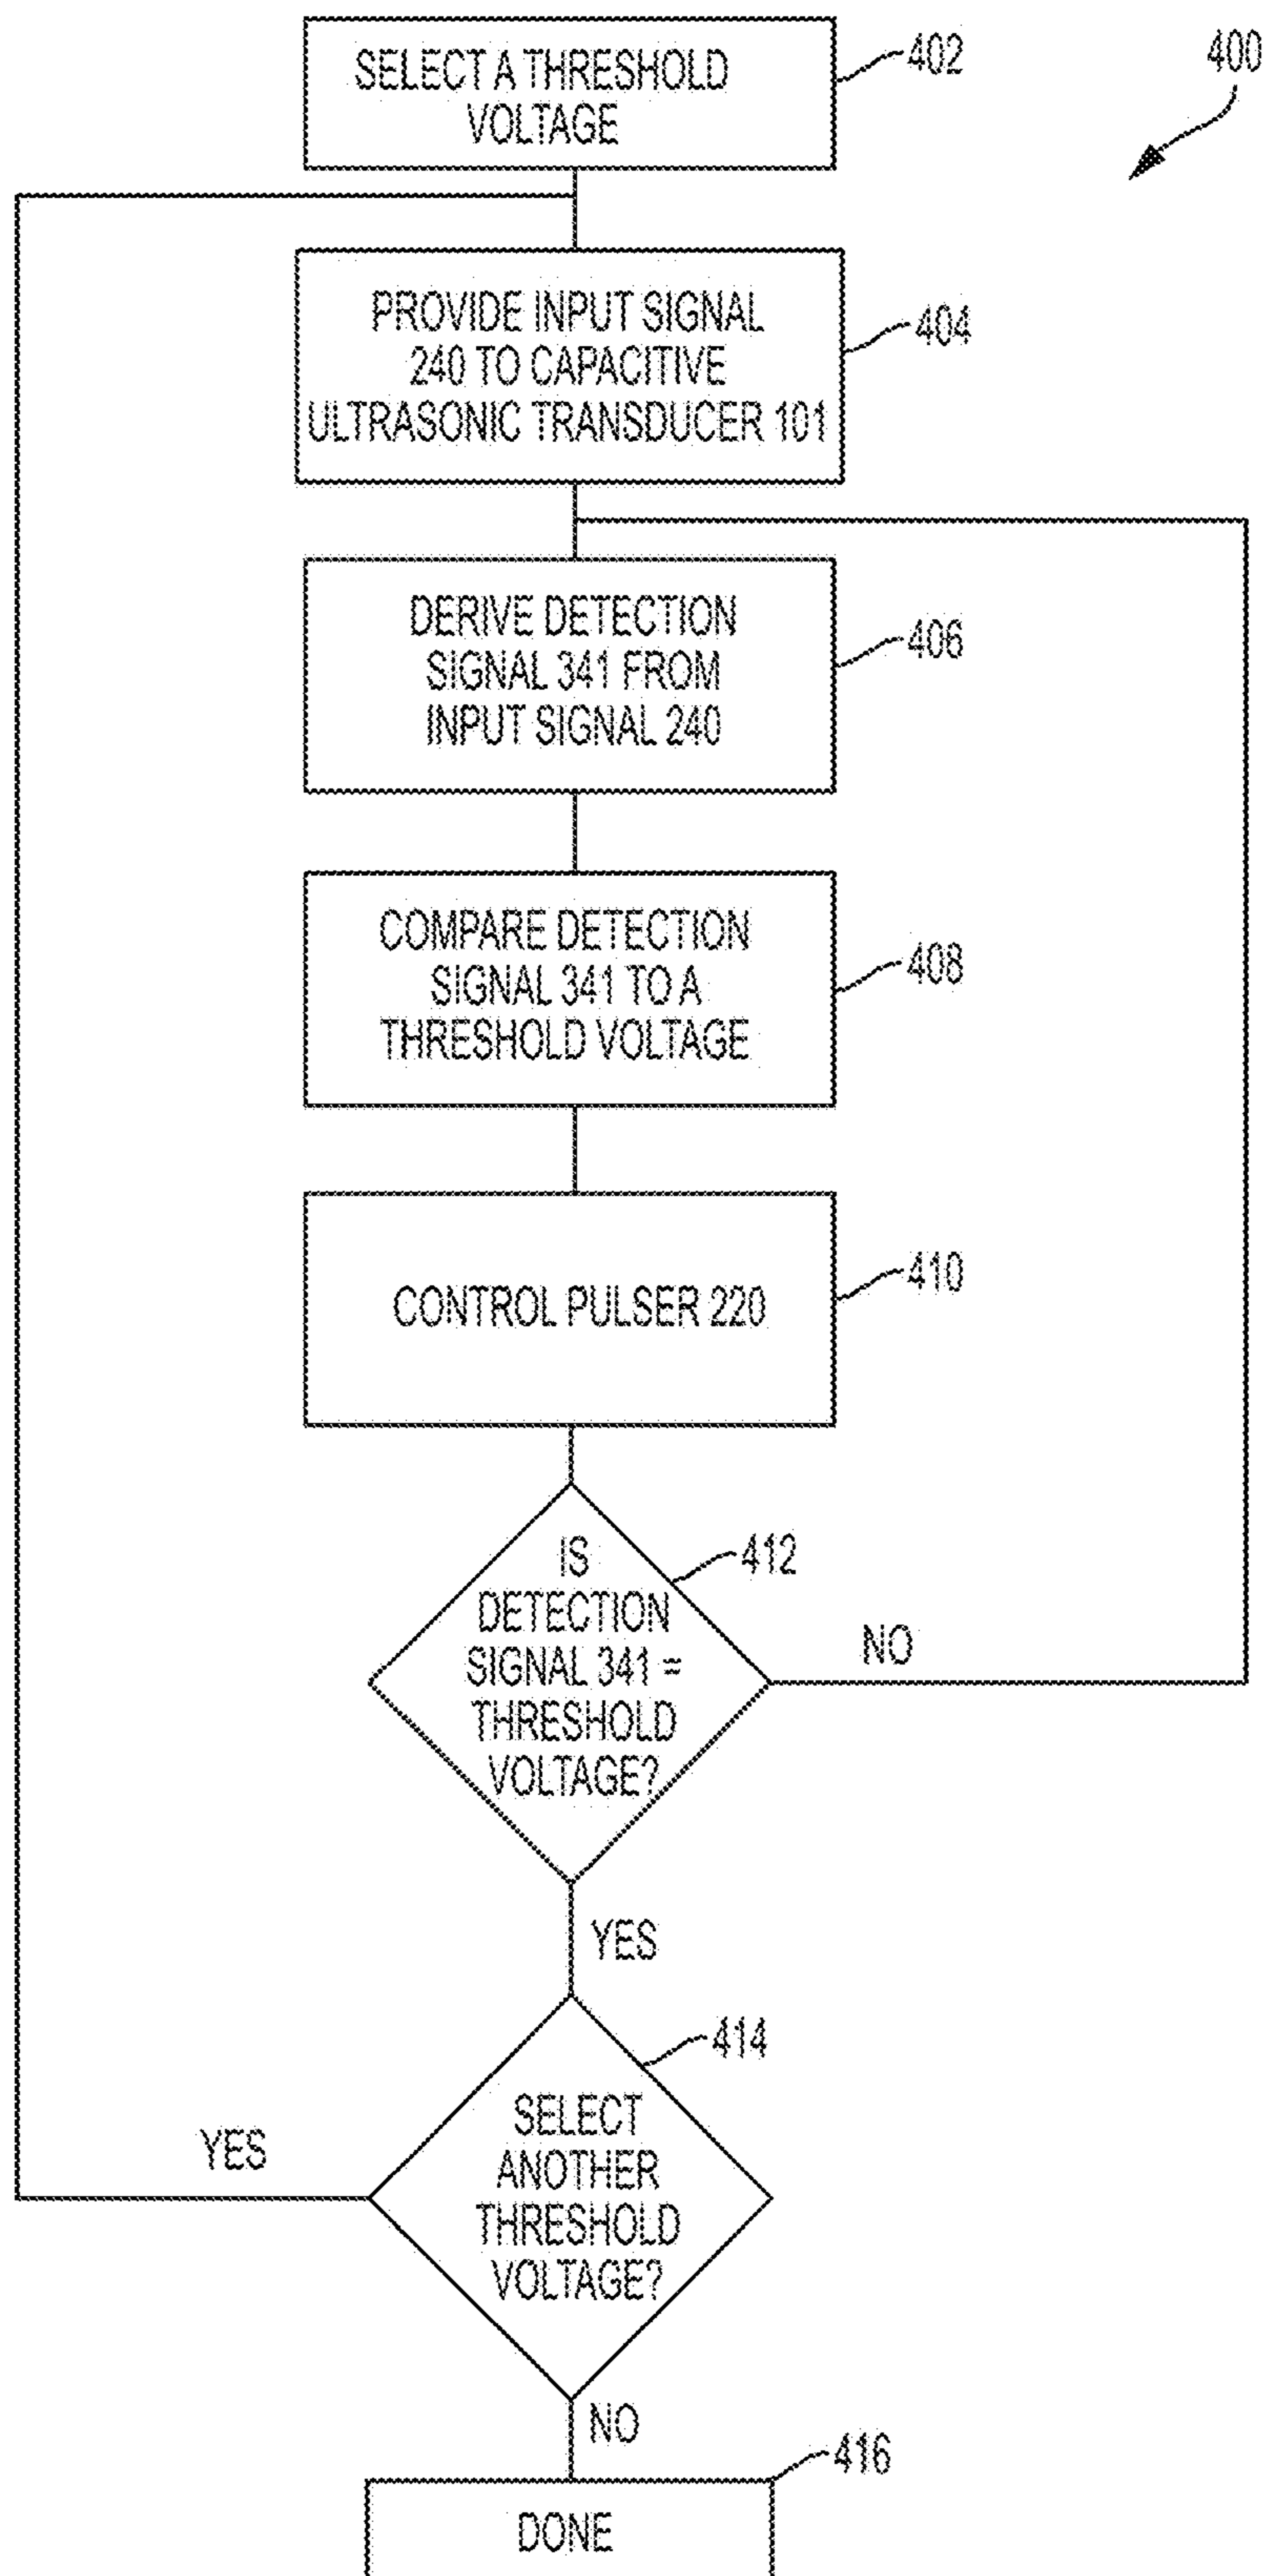 SELECT A THRESHOLD
VOLTAGE
402
400
PROVIDE INPUT SIGNAL
240 TO CAPACITIVE
ULTRASONIC TRANSDUCER 101
404
DERIVE DETECTION
SIGNAL 341 FROM
INPUT SIGNAL 240
406
COMPARE DETECTION
SIGNAL 341 TO A
THRESHOLD VOLTAGE
408
CONTROL PULSER 220
410
IS
DETECTION
SIGNAL 341 =
THRESHOLD
VOLTAGE?
412
NO
YES
SELECT
ANOTHER
THRESHOLD
VOLTAGE?
414
YES
NO
DONE
416